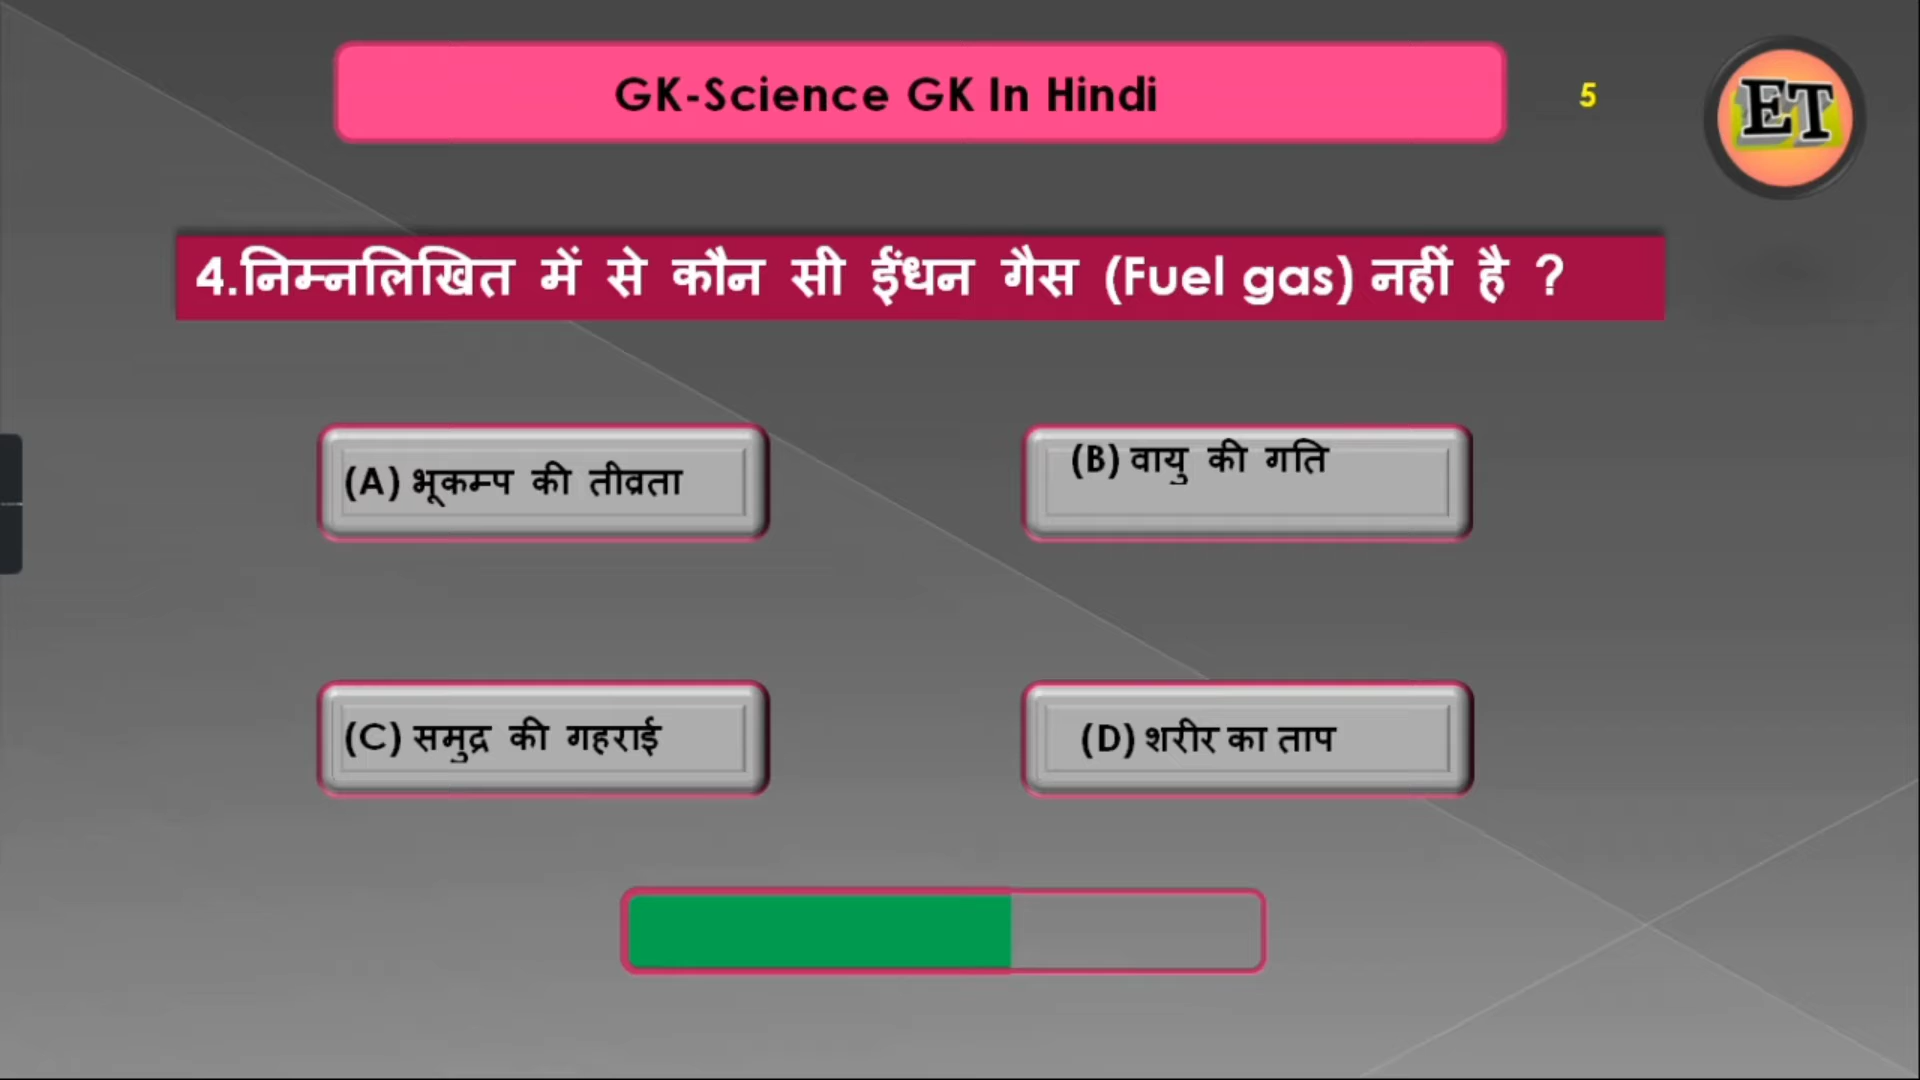 GK-Science GK In Hindi
5
ET
4.निम्नलिखित में से कौन सी ईंधन गैस (Fuel gas) नहीं है ?
(A) भूकम्प की तीव्रता
(B) वायु की गति
(C) समुद्र की गहराई
(D) शरीर का ताप